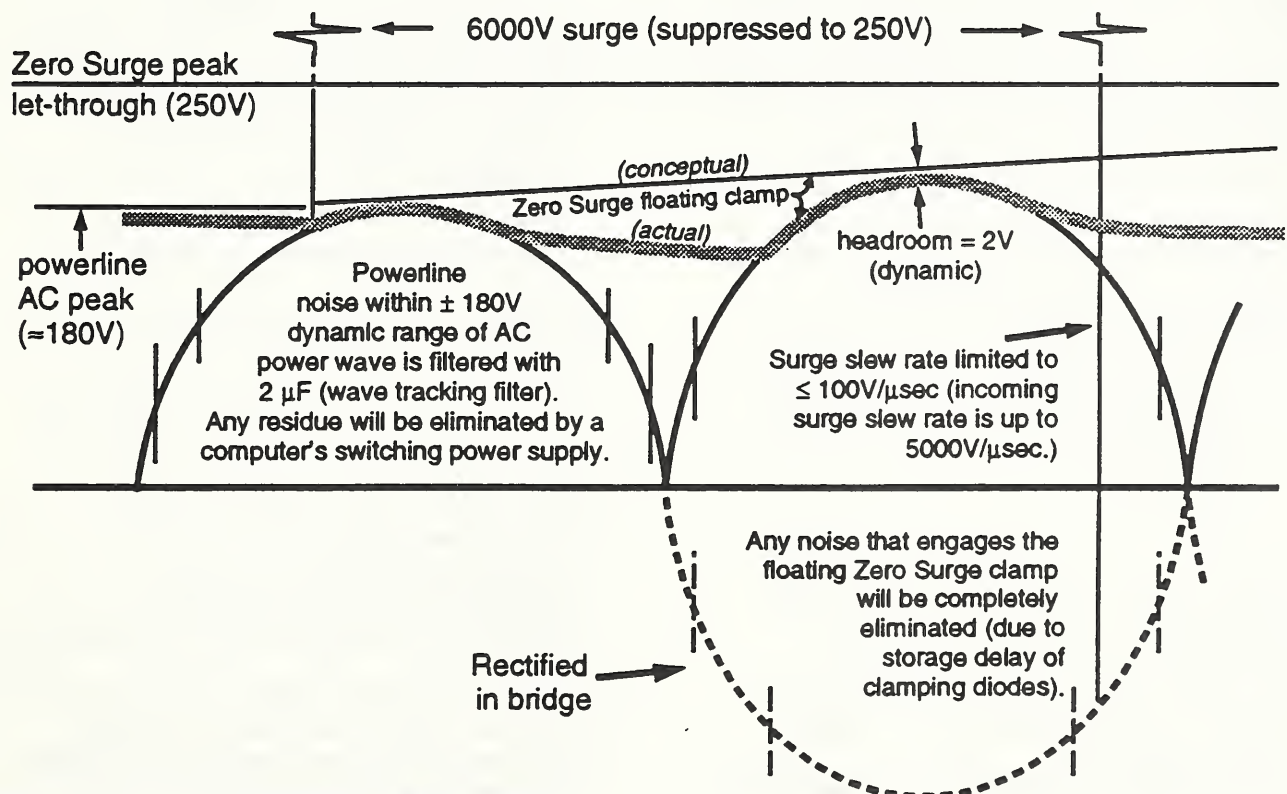 6000V surge (suppressed to 250V)
Zero Surge peak
let-through (250V)
(conceptual)
Zero Surge floating clamp
(actual)
headroom = 2V
(dynamic)
powerline
AC peak
(≈180V)
Powerline
noise within ± 180V
dynamic range of AC
power wave is filtered with
2 µF (wave tracking filter).
Any residue will be eliminated by a
computer's switching power supply.
Surge slew rate limited to
≤ 100V/µsec (incoming
surge slew rate is up to
5000V/µsec.)
Any noise that engages the
floating Zero Surge clamp
will be completely
eliminated (due to
storage delay of
clamping diodes).
Rectified
in bridge